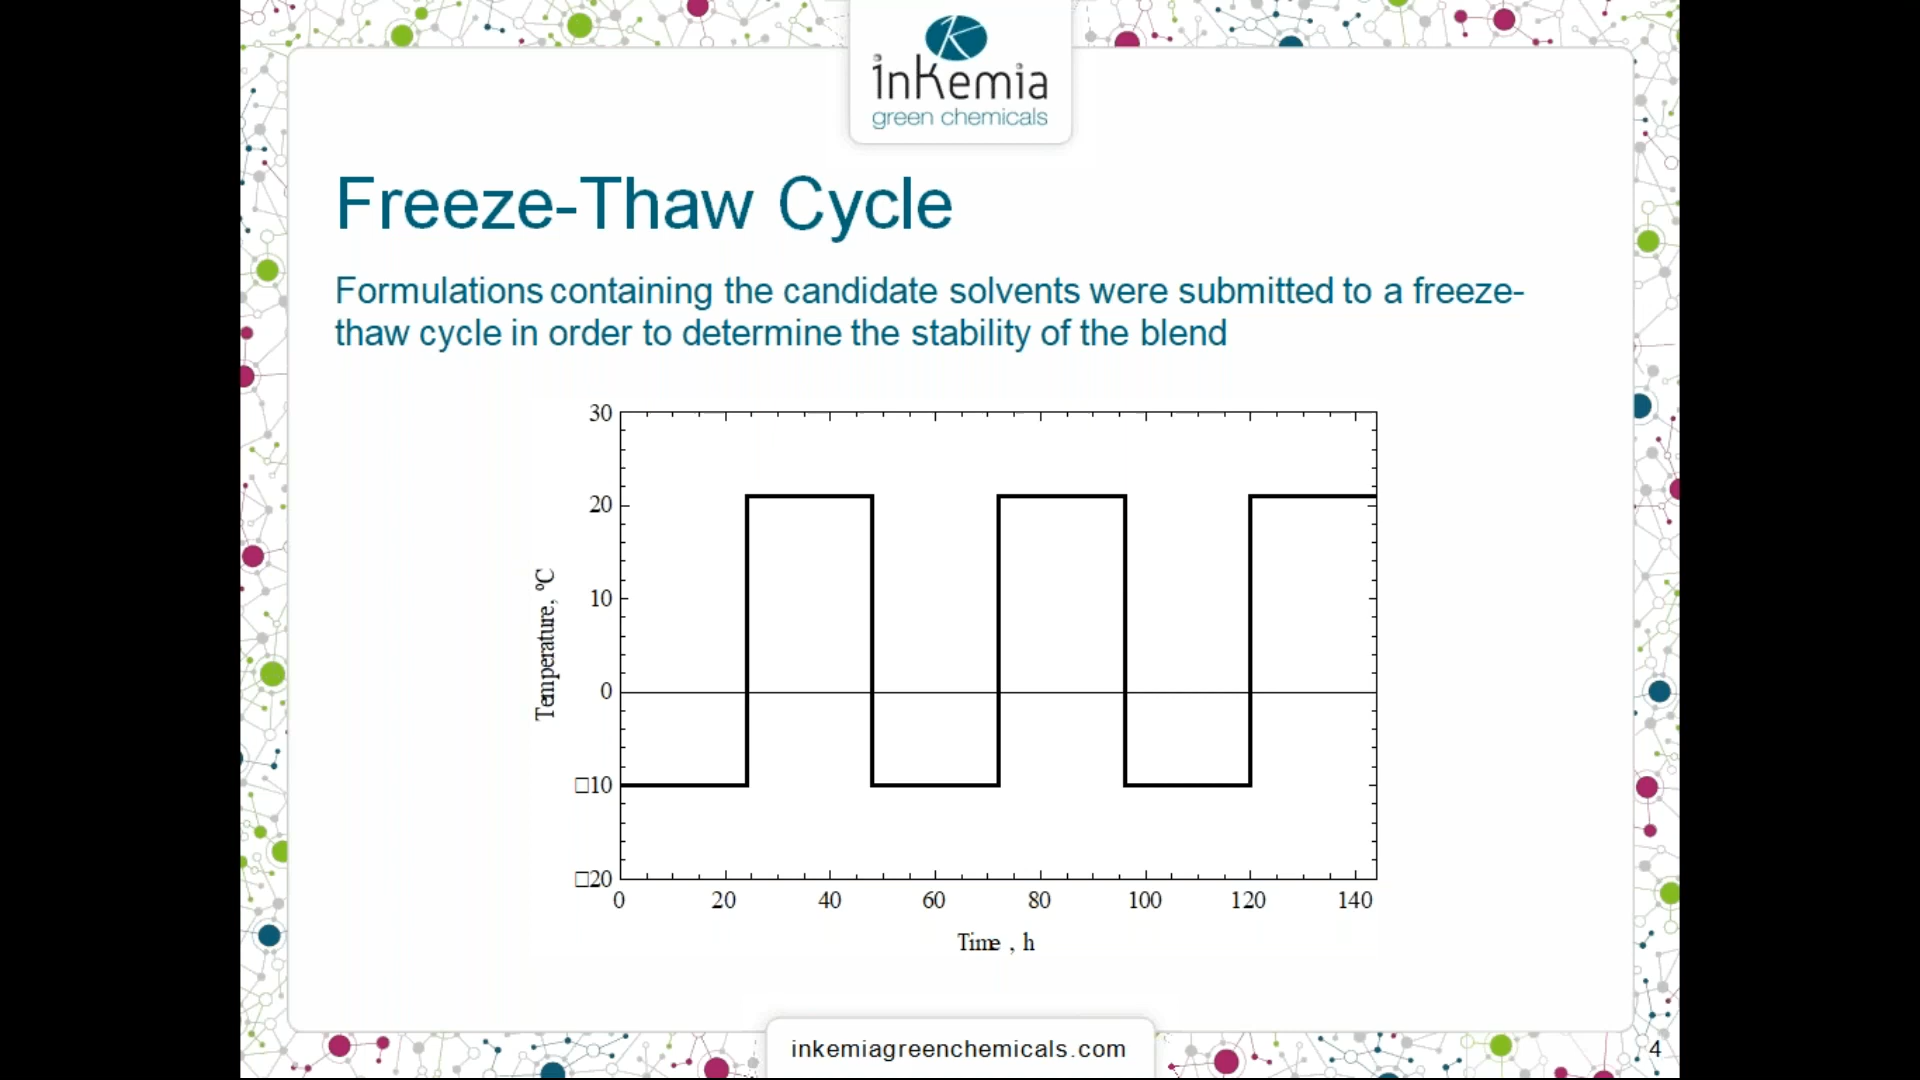 inkemia
green chemicals
Freeze-Thaw Cycle
Formulations containing the candidate solvents were submitted to a freeze-
thaw cycle in order to determine the stability of the blend
30
20
10
0
□10
□20
Temperature, ºC
0 20 40 60 80 100 120 140
Time , h
inkemiagreenchemicals.com
4